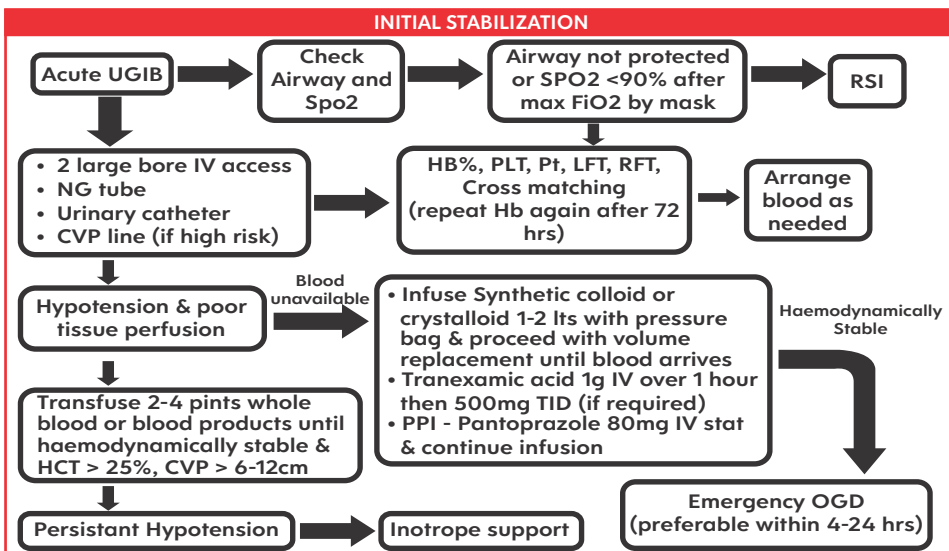 INITIAL STABILIZATION
Acute UGIB
Check
Airway and
Spo2
Airway not protected
or SPO2 <90% after
max FiO2 by mask
RSI
• 2 large bore IV access
• NG tube
• Urinary catheter
• CVP line (if high risk)
HB%, PLT, Pt, LFT, RFT,
Cross matching
(repeat Hb again after 72
hrs)
Arrange
blood as
needed
Hypotension & poor
tissue perfusion
Blood
unavailable
• Infuse Synthetic colloid or
crystalloid 1-2 lts with pressure
bag & proceed with volume
replacement until blood arrives
• Tranexamic acid 1g IV over 1 hour
then 500mg TID (if required)
• PPI - Pantoprazole 80mg IV stat
& continue infusion
Haemodynamically
Stable
Transfuse 2-4 pints whole
blood or blood products until
haemodynamically stable &
HCT > 25%, CVP > 6-12cm
Emergency OGD
(preferable within 4-24 hrs)
Persistant Hypotension
Inotrope support